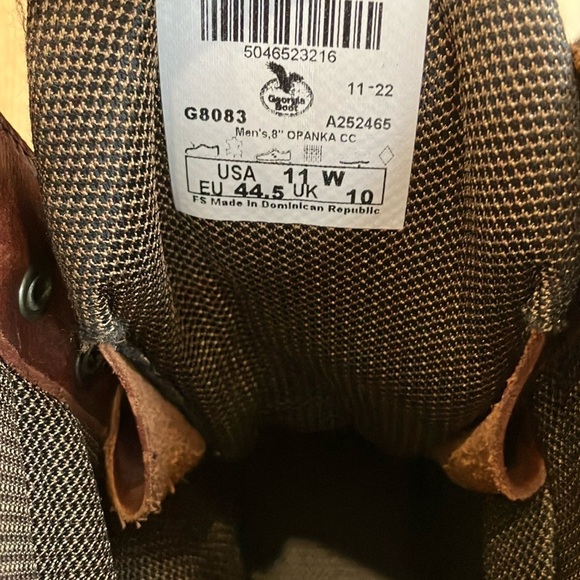 5046523216
Georgia
Boot
11-22
G8083 A252465
Men's,8" OPANKA CC
USA 11 W
EU 44.5 UK 10
FS Made In Dominican Republic